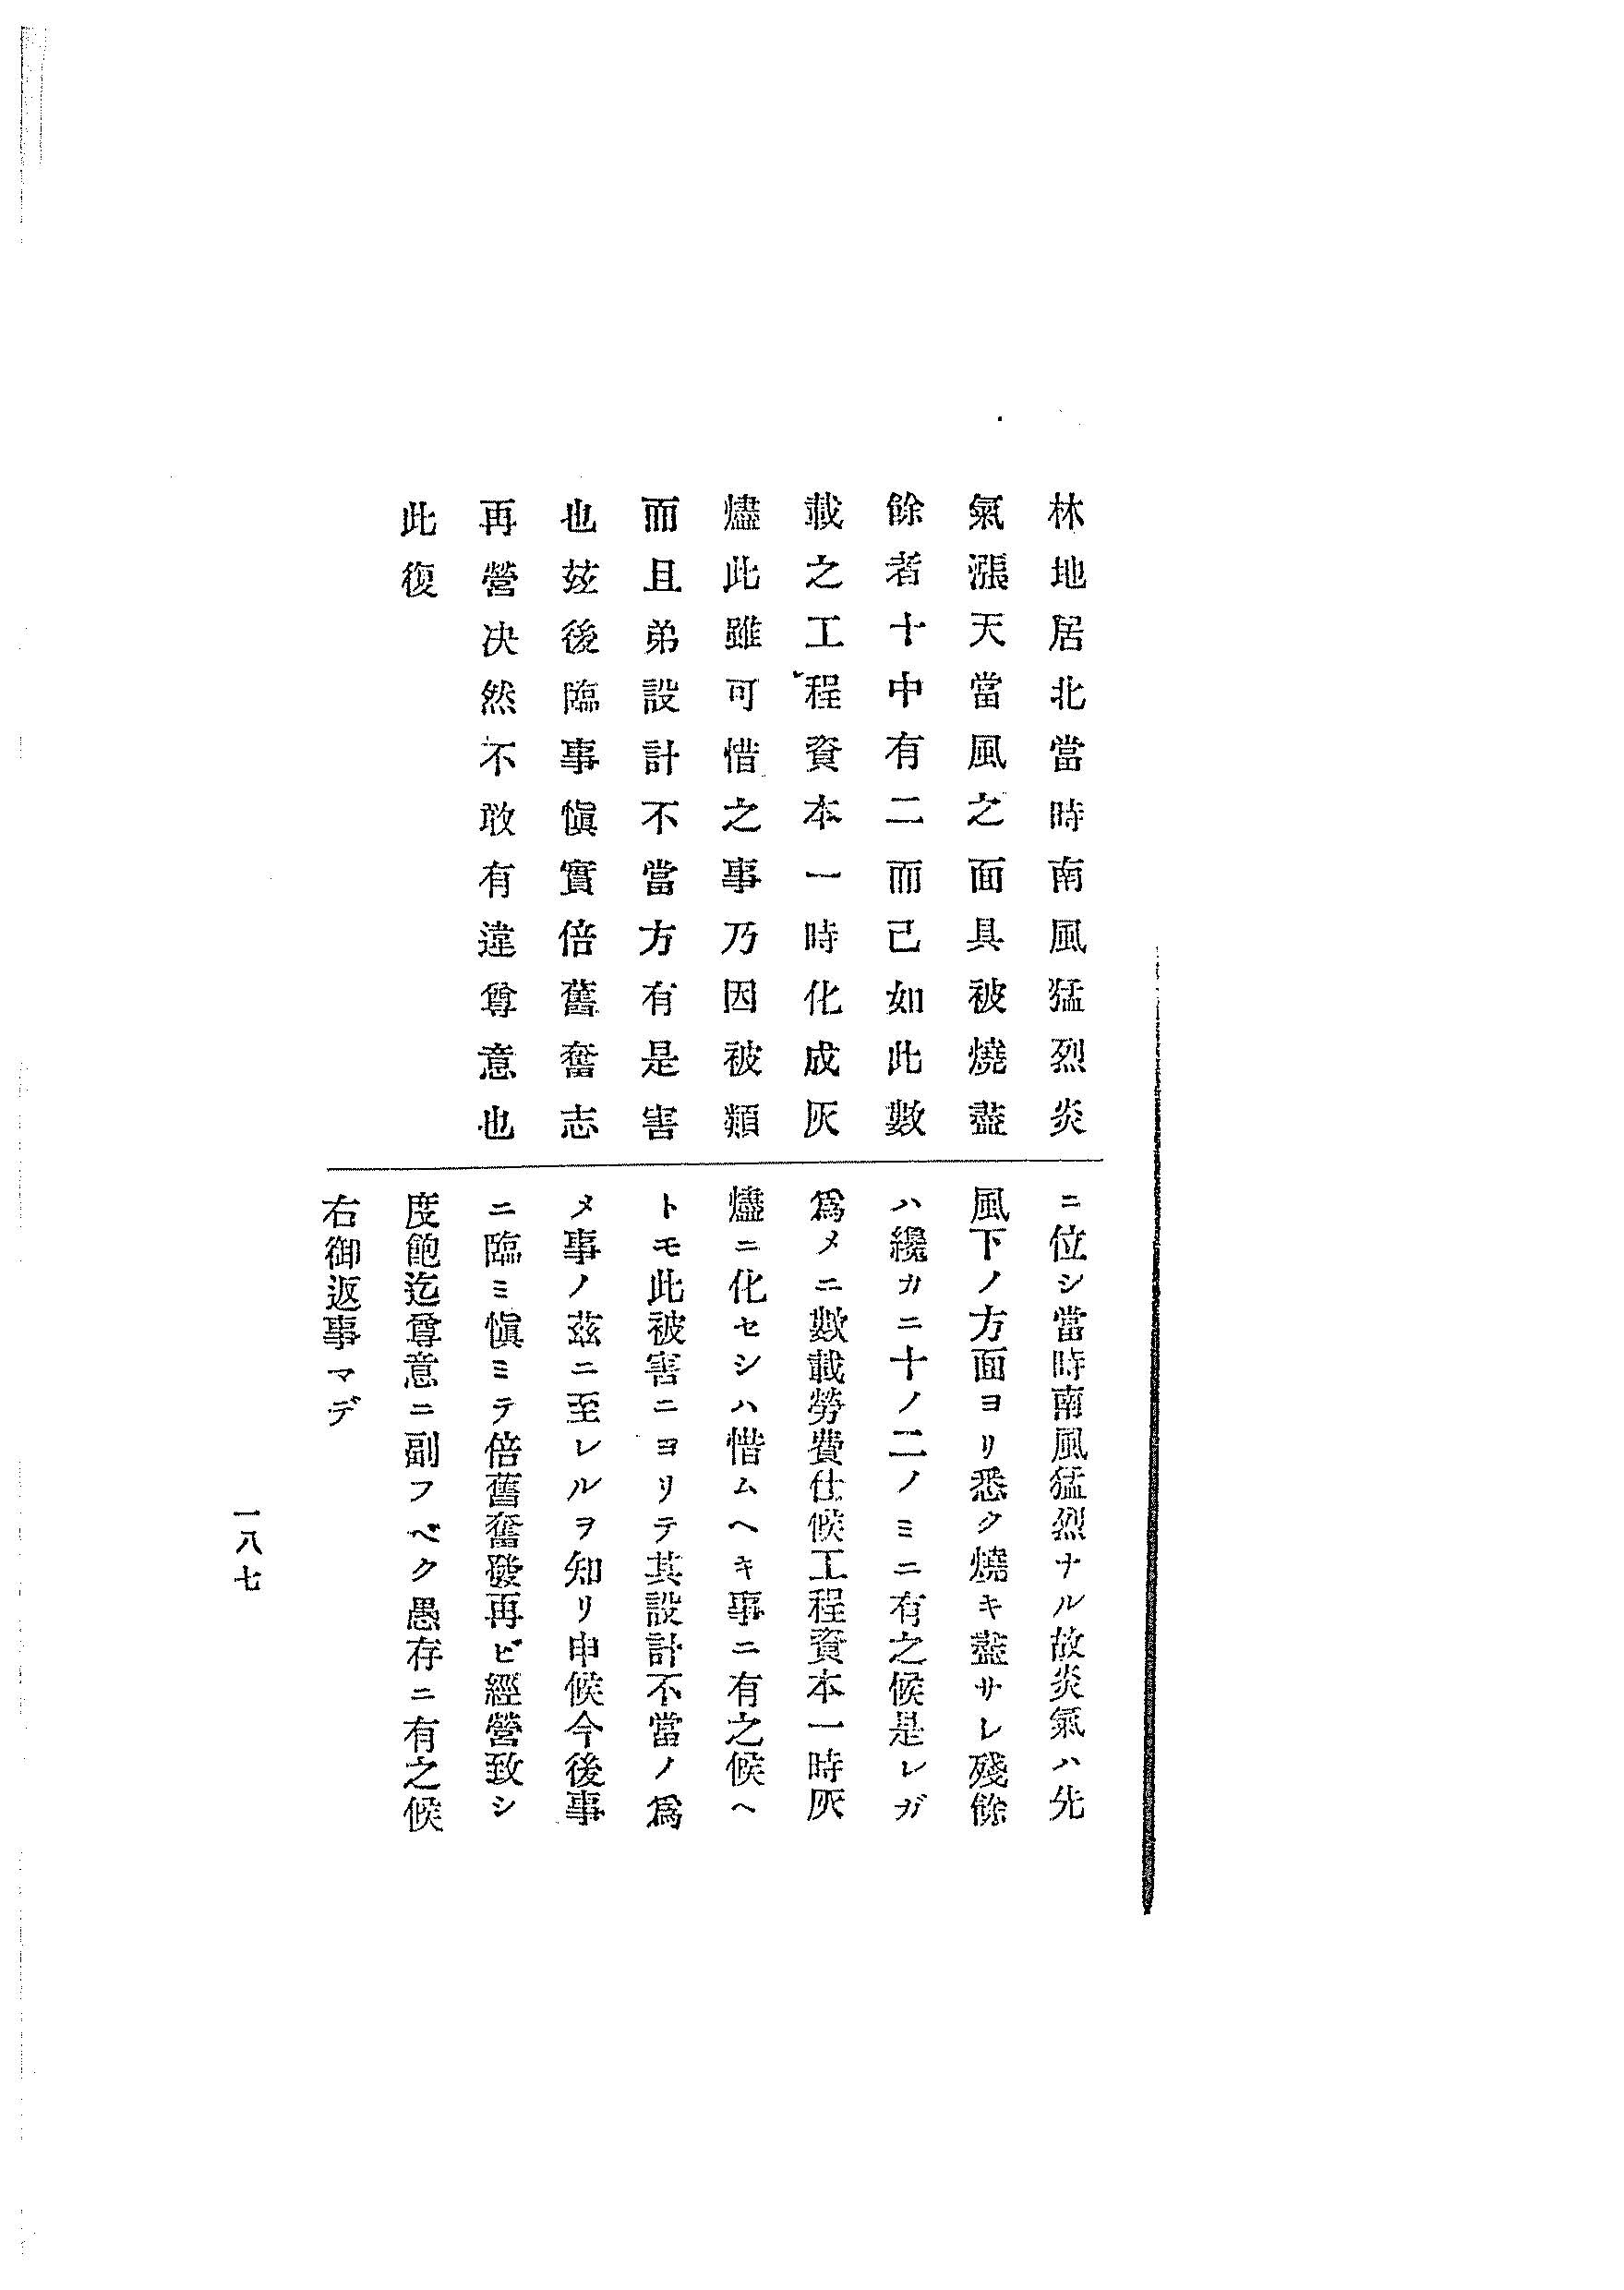 林地居北當時南風猛烈炎
氣漲天當風之面具被燒盡
餘者十中有二而已如此數
載之工程資本一時化成灰
燼此雖可惜之事乃因被類
而且弟設計不當方有是害
也玆後臨事愼實倍舊奮志
再營決然不敢有違尊意也
此復
ニ位シ當時南風猛烈ナル故炎氣ハ先
風下ノ方面ヨリ悉ク燒キ盡サレ殘餘
ハ纔カニ十ノ二ノミニ有之候是レガ
爲メニ數載勞費仕候工程資本一時灰
燼ニ化セシハ惜ムヘキ事ニ有之候ヘ
トモ此被害ニヨリテ其設計不當ノ爲
メ事ノ茲ニ至レルヲ知リ申候今後事
ニ臨ミ愼ミテ倍舊奮發再ビ經營致シ
度飽迄尊意ニ副フベク愚存ニ有之候
右御返事マデ
一八七